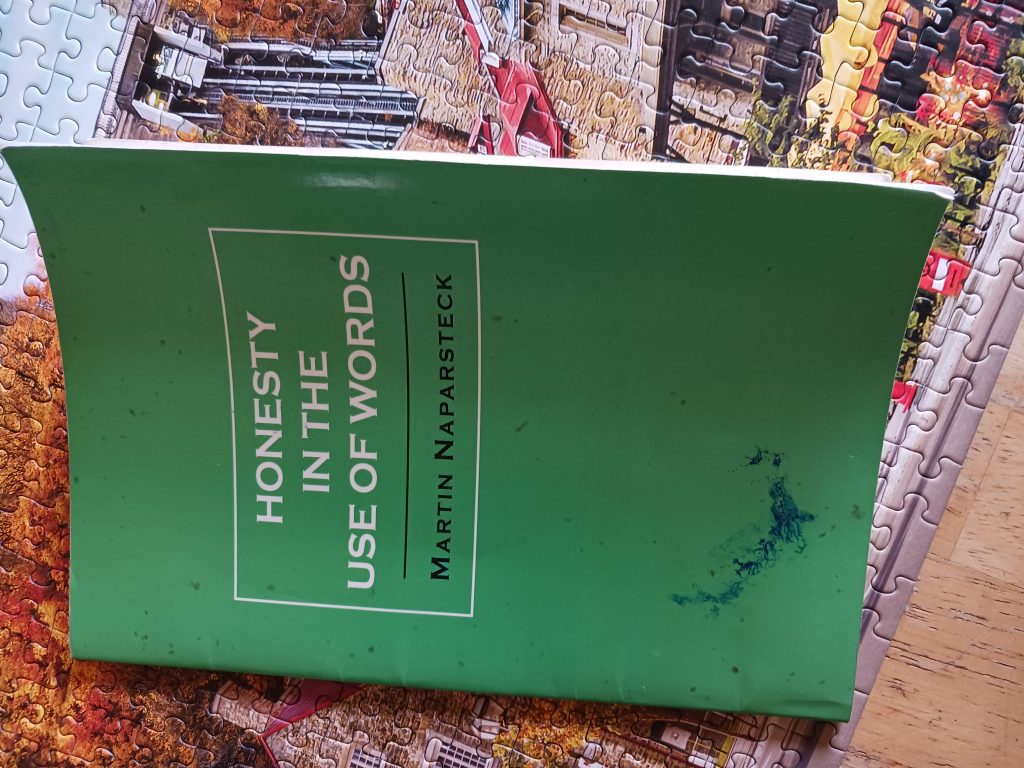 HONESTY
IN THE
USE OF WORDS
MARTIN NAPARSTECK